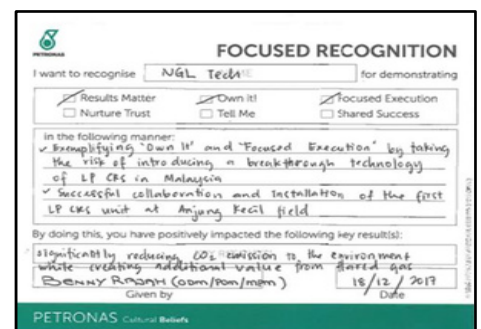 PETRONAS
FOCUSED RECOGNITION
I want to recognise NGL Tech for demonstrating
Results Matter Own it! Focused Execution
Nurture Trust Tell Me Shared Success
in the following manner:
✓ Exemplifying 'Own It' and 'Focused Execution' by taking
the risk of introducing a breakthrough technology
of LP CKS in Malaysia
✓ Successful collaboration and Installation of the first
LP CKS unit at Anjung Kecil field
By doing this, you have positively impacted the following key result(s):
significantly reducing CO2 emission to the environment
while creating additional value from flared gas
BENNY RAJAH 18/12/2017
Given by Date
PETRONAS Cultural Beliefs